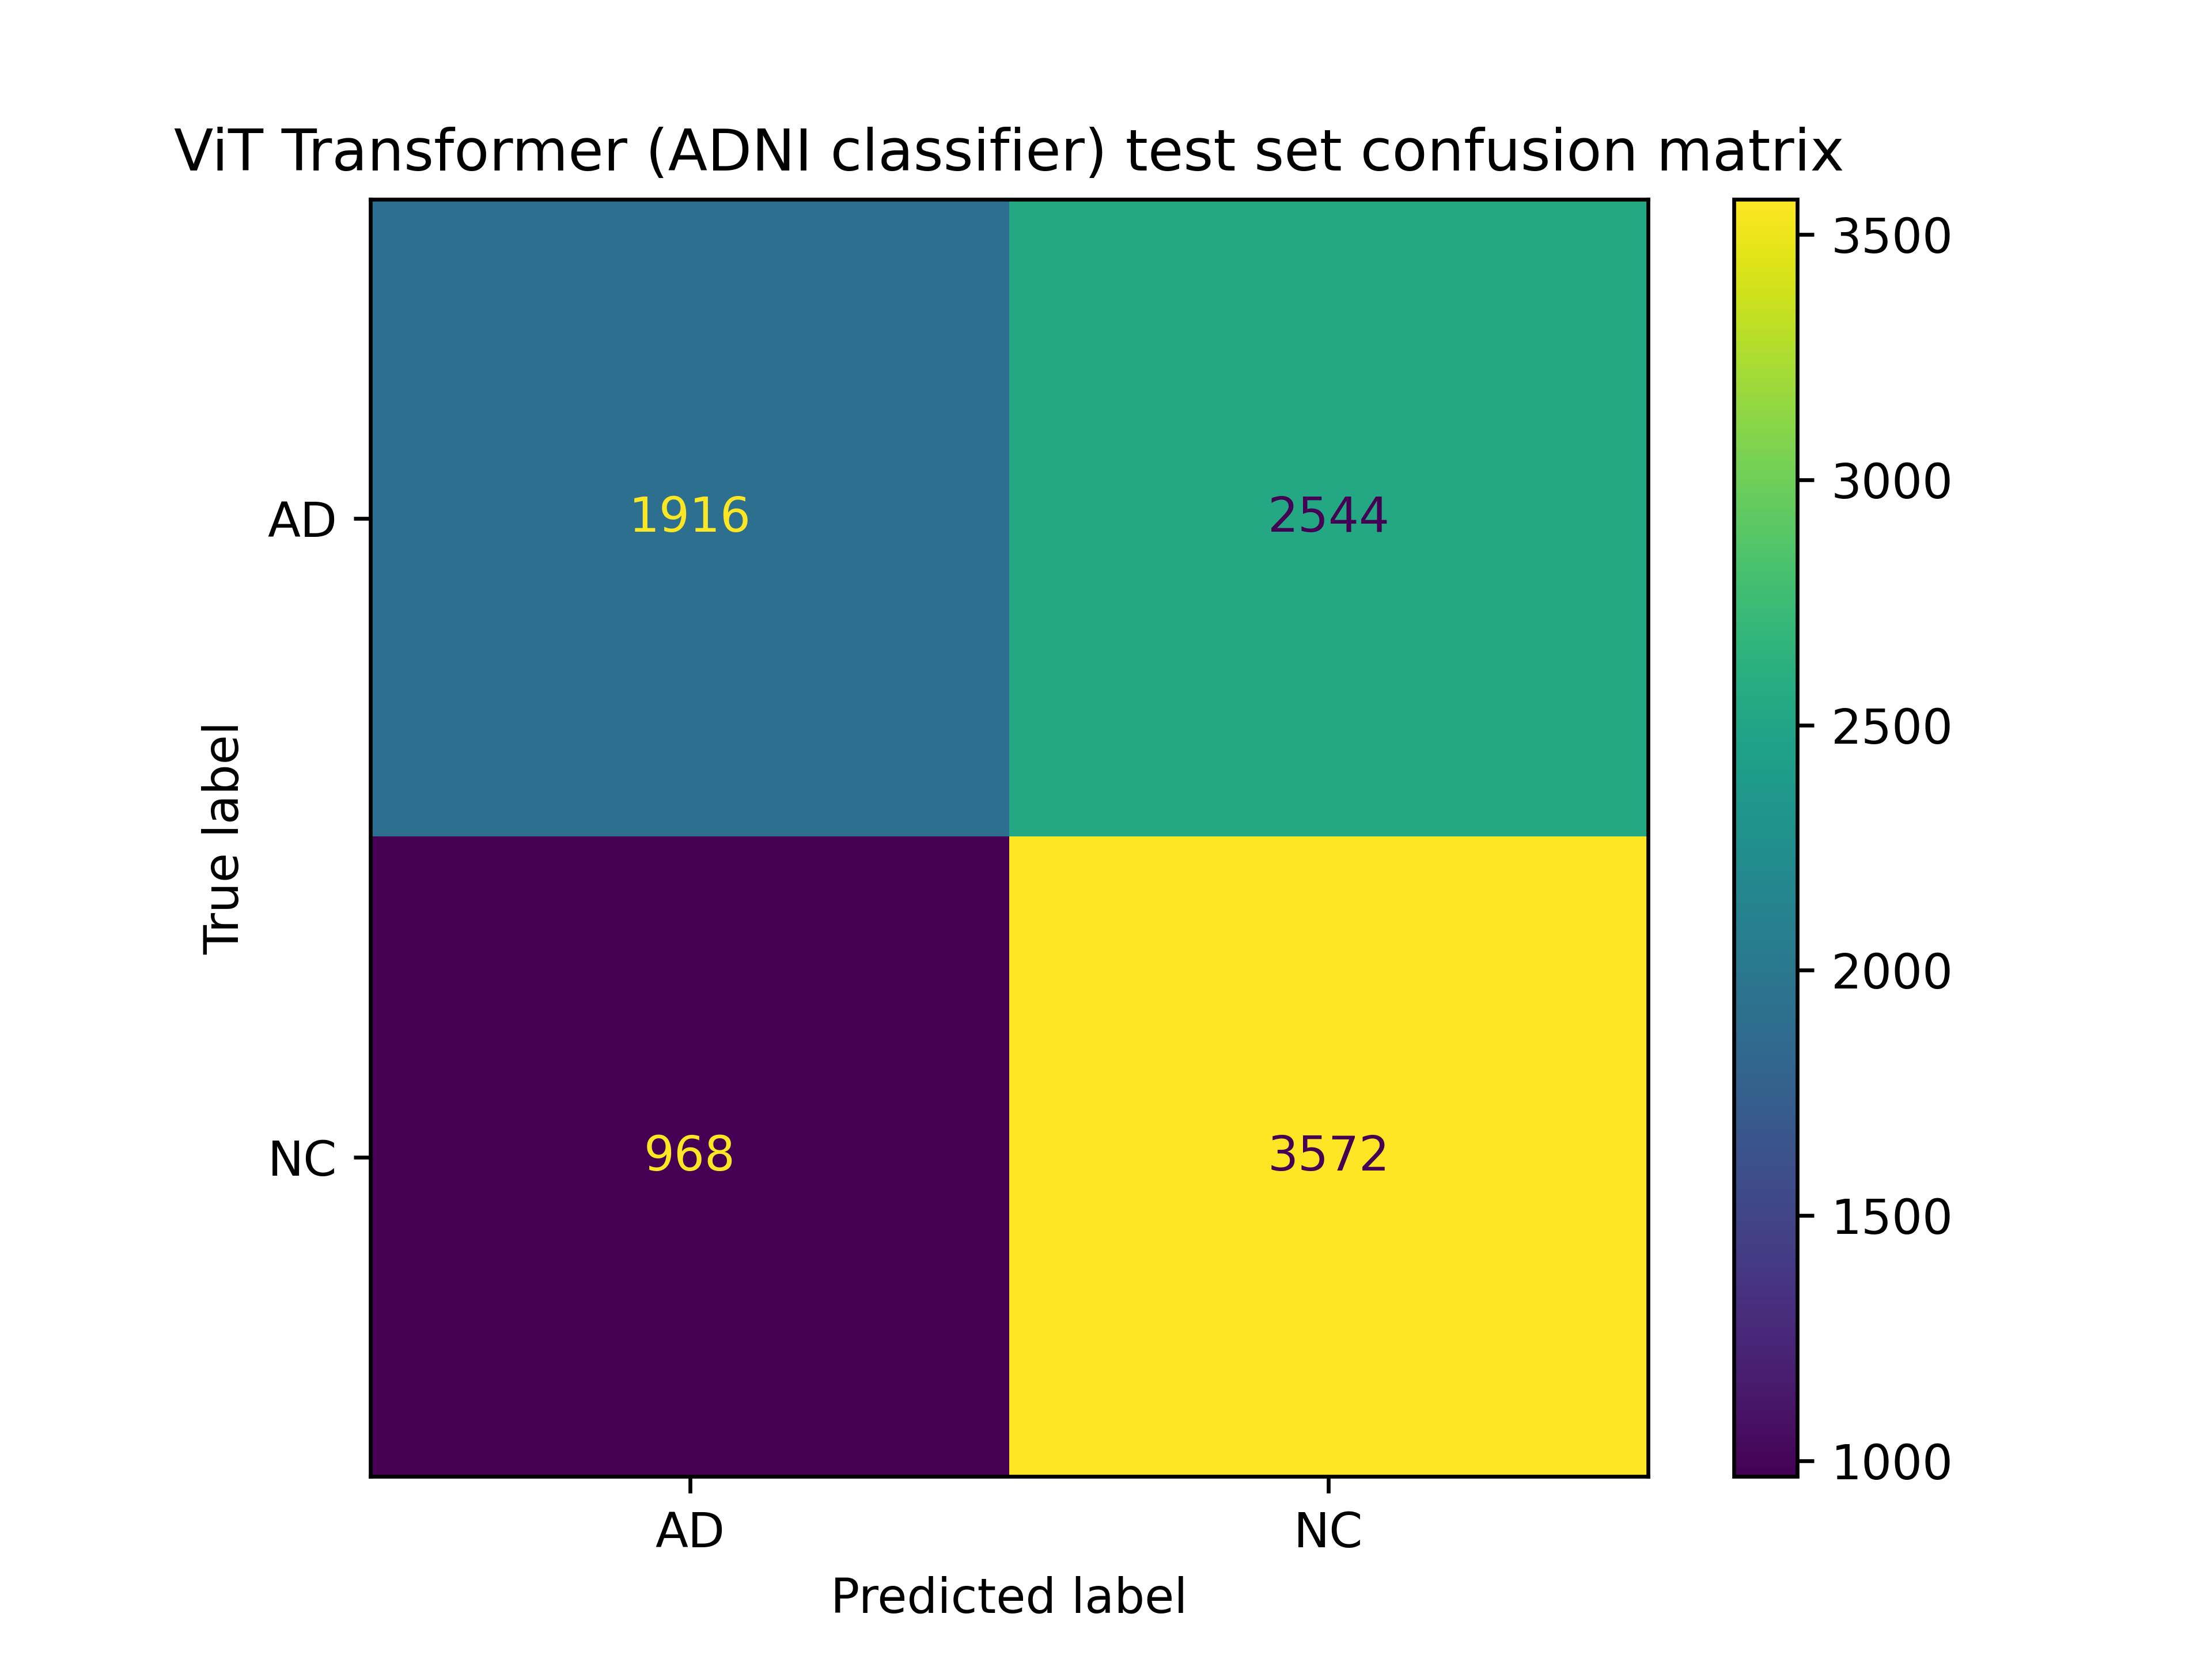 ViT Transformer (ADNI classifier) test set confusion matrix
True label
AD
NC
1916
2544
968
3572
AD
NC
Predicted label
3500
3000
2500
2000
1500
1000